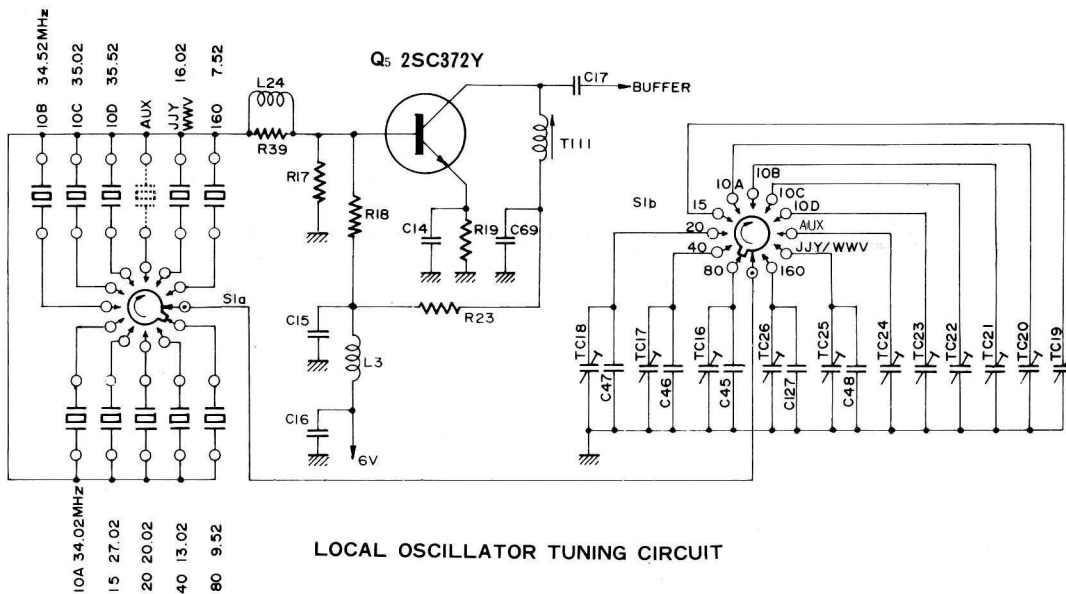 10B 34.52MHz
10C 35.02
10D 35.52
AUX
JJY WWV 16.02
160 7.52
L24
R39
R17
R18
Q5 2SC372Y
C17
BUFFER
T111
C14
R19
C69
S1a
C15
R23
L3
C16
6V
10A 34.02MHz
15 27.02
20 20.02
40 13.02
80 9.52
S1b
15
10A
10B
10C
10D
20
AUX
40
JJY/WWV
80
160
TC18
C47
TC17
C46
TC16
C45
TC26
C127
TC25
C48
TC24
TC23
TC22
TC21
TC20
TC19
LOCAL OSCILLATOR TUNING CIRCUIT